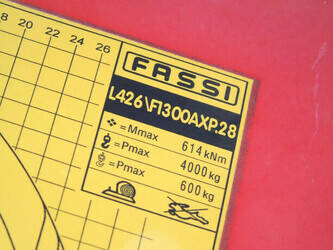 20 22 24 26
FASSI
L426\F1300AXP.28
= Mmax 614 kNm
= Pmax 4000 kg
= Pmax 600 kg